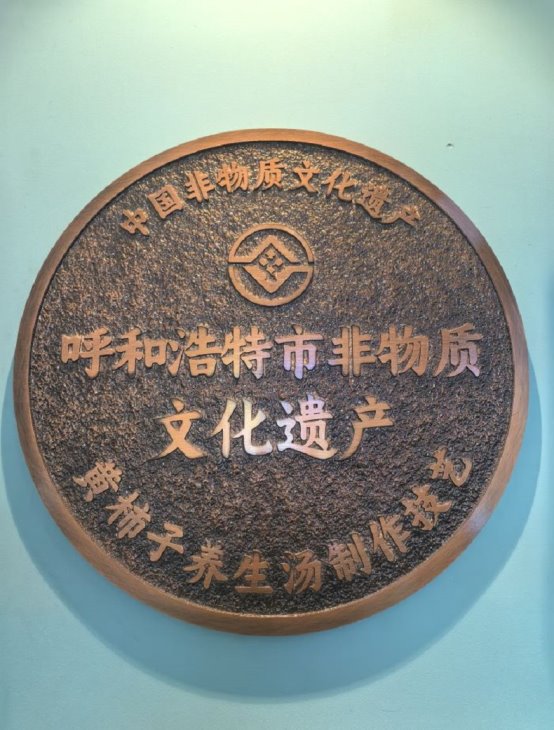 中国非物质文化遗产
呼和浩特市非物质
文化遗产
黄柿子养生汤制作技艺